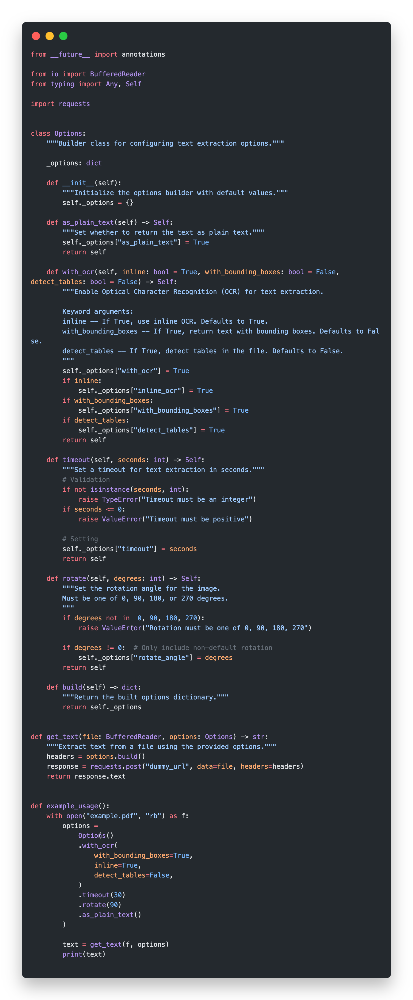 from __future__ import annotations

from io import BufferedReader
from typing import Any, Self

import requests


class Options:
    """Builder class for configuring text extraction options."""

    _options: dict

    def __init__(self):
        """Initialize the options builder with default values."""
        self._options = {}

    def as_plain_text(self) -> Self:
        """Set whether to return the text as plain text."""
        self._options["as_plain_text"] = True
        return self

    def with_ocr(self, inline: bool = True, with_bounding_boxes: bool = False,
detect_tables: bool = False) -> Self:
        """Enable Optical Character Recognition (OCR) for text extraction.

        Keyword arguments:
        inline -- If True, use inline OCR. Defaults to True.
        with_bounding_boxes -- If True, return text with bounding boxes. Defaults to Fal
se.
        detect_tables -- If True, detect tables in the file. Defaults to False.
        """
        self._options["with_ocr"] = True
        if inline:
            self._options["inline_ocr"] = True
        if with_bounding_boxes:
            self._options["with_bounding_boxes"] = True
        if detect_tables:
            self._options["detect_tables"] = True
        return self

    def timeout(self, seconds: int) -> Self:
        """Set a timeout for text extraction in seconds."""
        # Validation
        if not isinstance(seconds, int):
            raise TypeError("Timeout must be an integer")
        if seconds <= 0:
            raise ValueError("Timeout must be positive")

        # Setting
        self._options["timeout"] = seconds
        return self

    def rotate(self, degrees: int) -> Self:
        """Set the rotation angle for the image.
        Must be one of 0, 90, 180, or 270 degrees.
        """
        if degrees not in (0, 90, 180, 270):
            raise ValueError("Rotation must be one of 0, 90, 180, 270")

        if degrees != 0:  # Only include non-default rotation
            self._options["rotate_angle"] = degrees
        return self

    def build(self) -> dict:
        """Return the built options dictionary."""
        return self._options


def get_text(file: BufferedReader, options: Options) -> str:
    """Extract text from a file using the provided options."""
    headers = options.build()
    response = requests.post("dummy_url", data=file, headers=headers)
    return response.text


def example_usage():
    with open("example.pdf", "rb") as f:
        options = (
            Options()
            .with_ocr(
                with_bounding_boxes=True,
                inline=True,
                detect_tables=False,
            )
            .timeout(30)
            .rotate(90)
            .as_plain_text()
        )

        text = get_text(f, options)
        print(text)